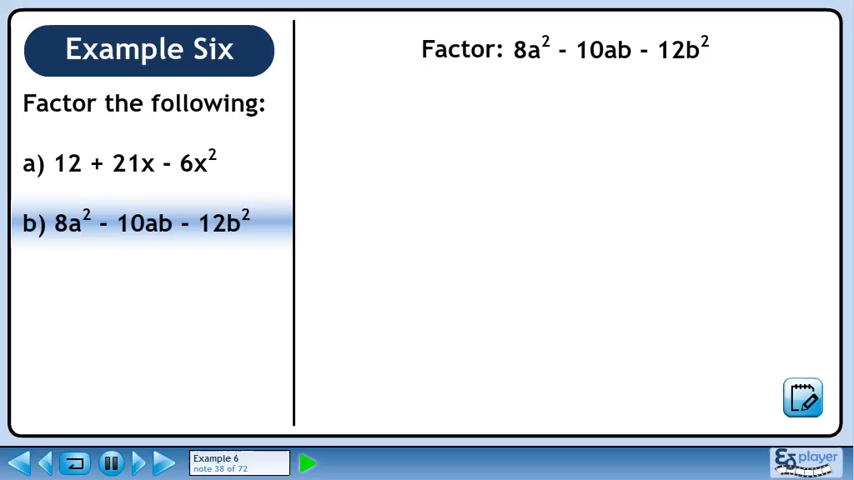 Example Six
Factor the following:
a) 12 + 21x - 6x²
b) 8a² - 10ab - 12b²
Factor: 8a² - 10ab - 12b²
Example 6
note 38 of 72
player